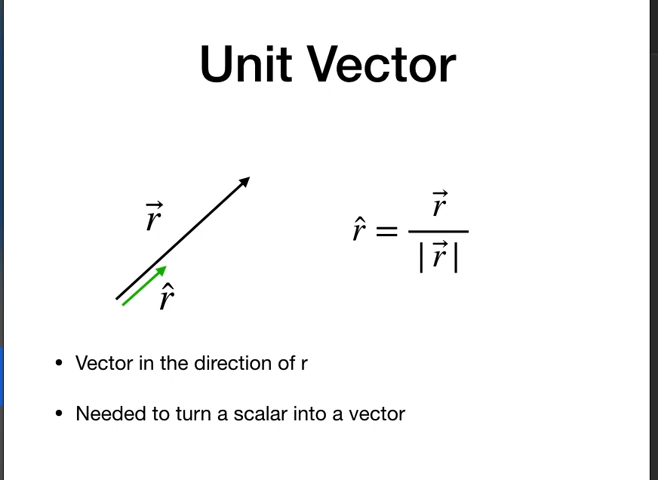 Unit Vector
r⃗
r̂
r̂ = r⃗ / |r⃗|
• Vector in the direction of r
• Needed to turn a scalar into a vector